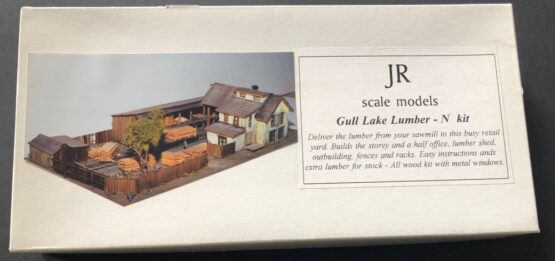 JR
scale models
Gull Lake Lumber - N kit
Deliver the lumber from your sawmill to this busy retail
yard. Builds the storey and a half office, lumber shed,
outbuilding, fences and racks. Easy instructions ands
extra lumber for stock - All wood kit with metal windows.